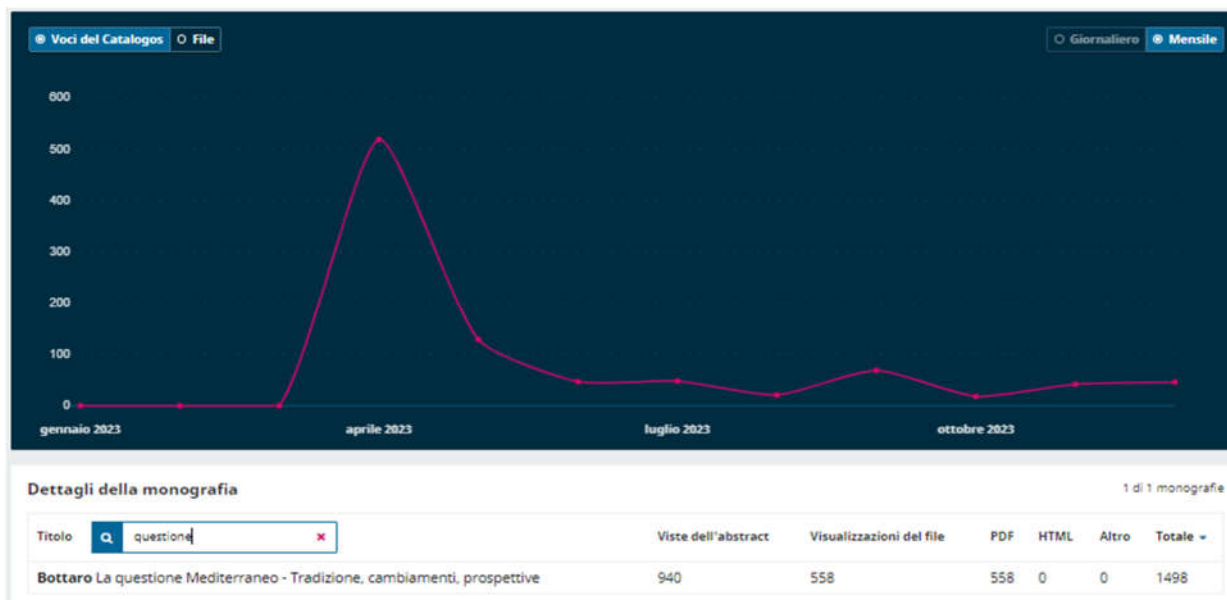 Voci del Catalogos File Giornaliero Mensile
600
500
400
300
200
100
0
gennaio 2023 aprile 2023 luglio 2023 ottobre 2023
Dettagli della monografia 1 di 1 monografie
Titolo questione Viste dell'abstract Visualizzazioni del file PDF HTML Altro Totale
Bottaro La questione Mediterraneo - Tradizione, cambiamenti, prospettive 940 558 558 0 0 1498